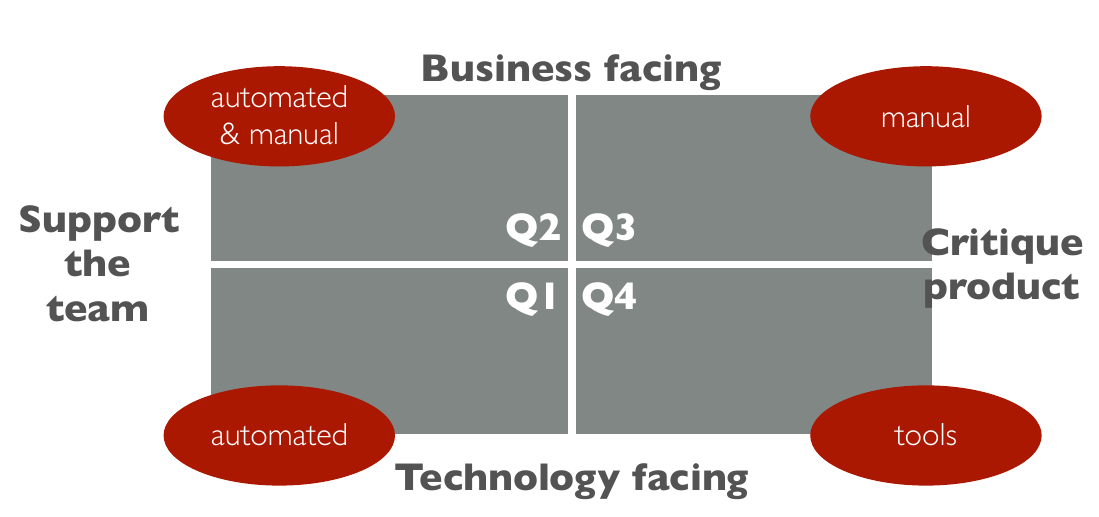 Business facing
automated
& manual
manual
Support
the
team
Q2
Q3
Critique
product
Q1
Q4
automated
tools
Technology facing